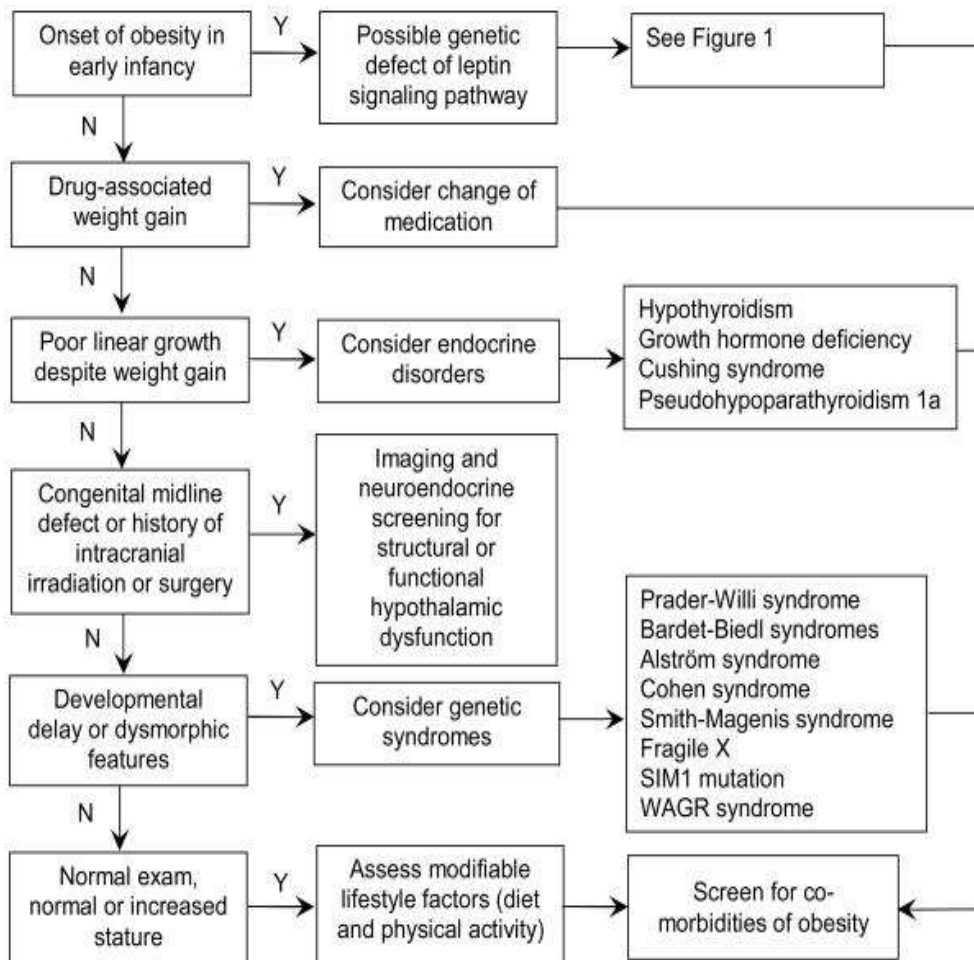 Onset of obesity in
early infancy
Y
Possible genetic
defect of leptin
signaling pathway
See Figure 1
N
Drug-associated
weight gain
Y
Consider change of
medication
N
Poor linear growth
despite weight gain
Y
Consider endocrine
disorders
Hypothyroidism
Growth hormone deficiency
Cushing syndrome
Pseudohypoparathyroidism 1a
N
Congenital midline
defect or history of
intracranial
irradiation or surgery
Y
Imaging and
neuroendocrine
screening for
structural or
functional
hypothalamic
dysfunction
N
Developmental
delay or dysmorphic
features
Y
Consider genetic
syndromes
Prader-Willi syndrome
Bardet-Biedl syndromes
Alström syndrome
Cohen syndrome
Smith-Magenis syndrome
Fragile X
SIM1 mutation
WAGR syndrome
N
Normal exam,
normal or increased
stature
Y
Assess modifiable
lifestyle factors (diet
and physical activity)
Screen for co-
morbidities of obesity